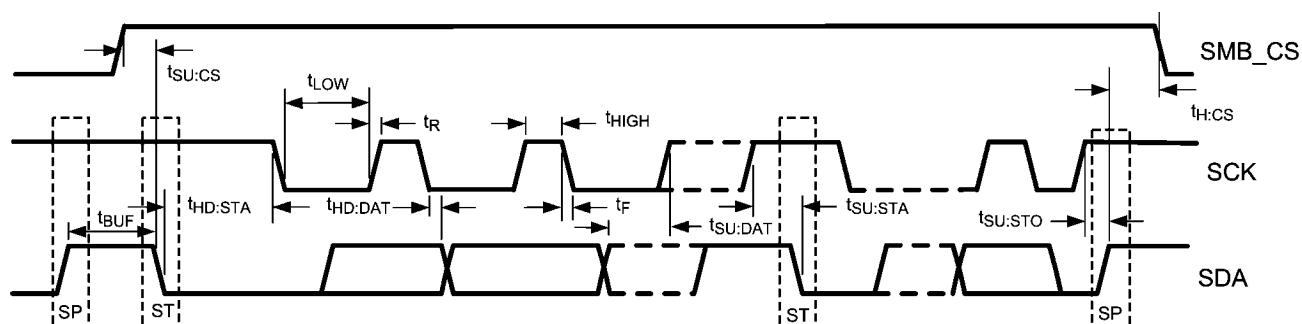 SMB_CS
tSU:CS
tLOW
tH:CS
tR
tHIGH
SCK
tHD:STA
tHD:DAT
tF
tSU:DAT
tSU:STA
tSU:STO
tBUF
SDA
SP
ST
ST
SP